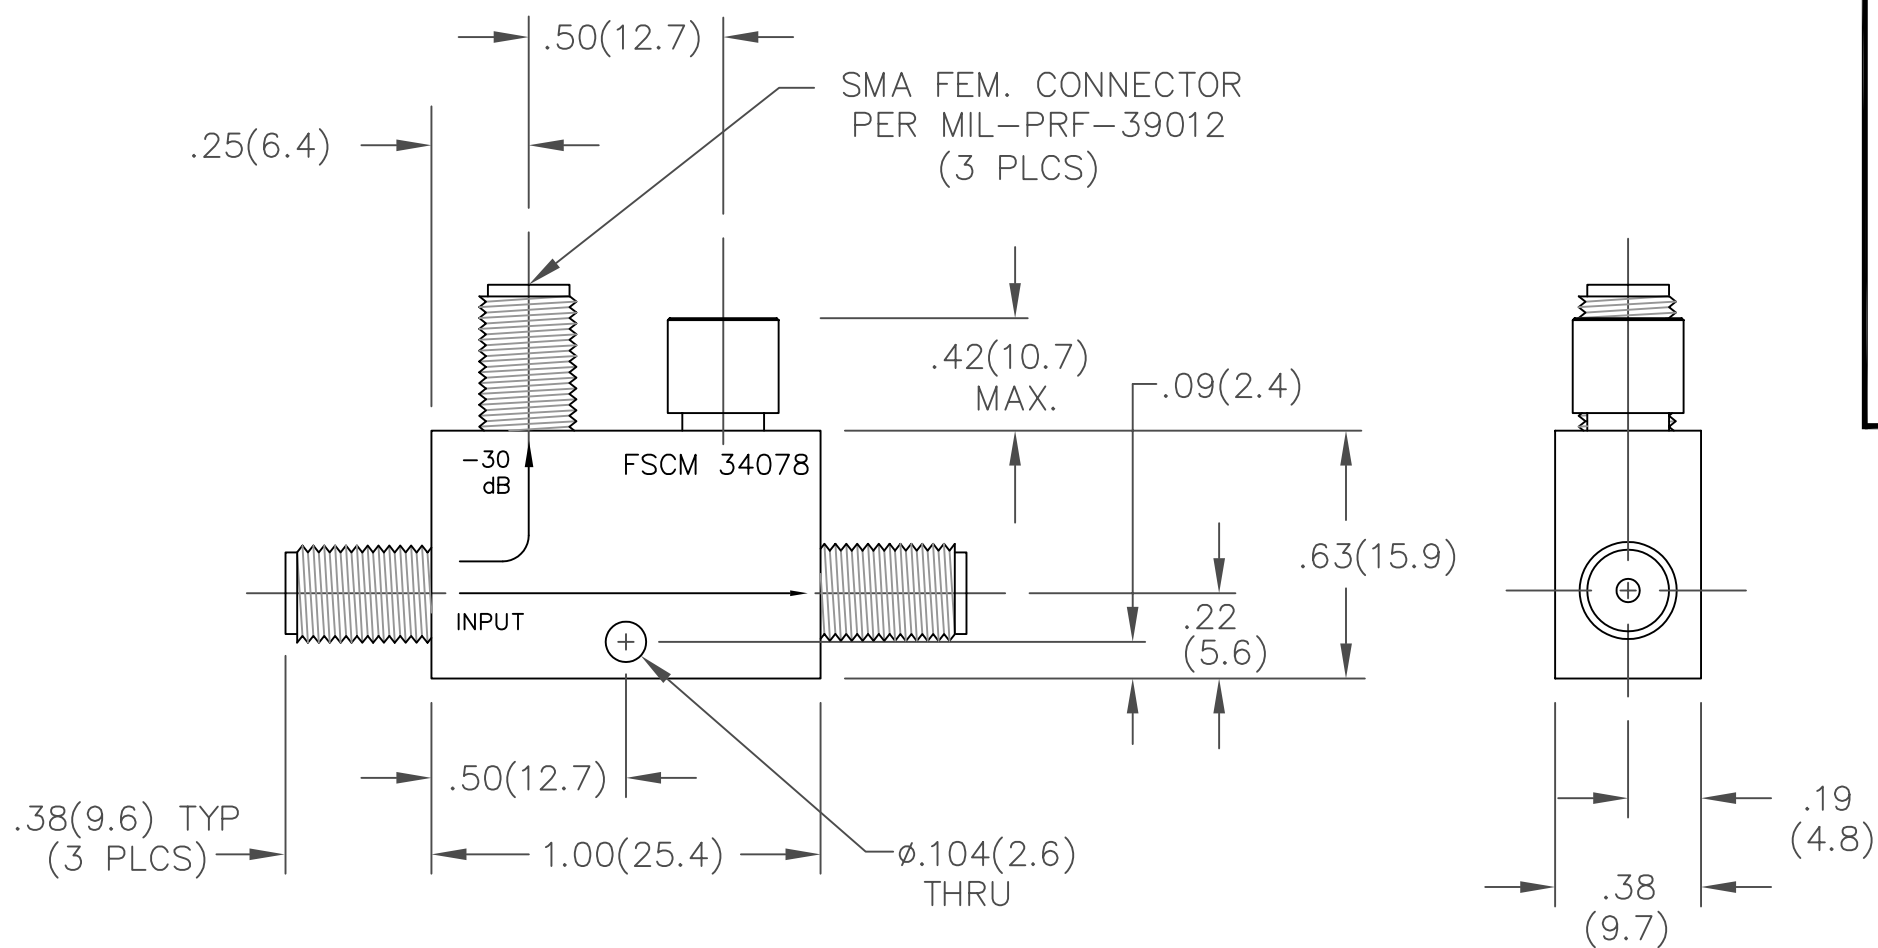 .50(12.7)
SMA FEM. CONNECTOR
PER MIL-PRF-39012
(3 PLCS)
.25(6.4)
.42(10.7)
MAX.
.09(2.4)
-30
dB
FSCM 34078
.63(15.9)
INPUT
.22
(5.6)
.50(12.7)
.38(9.6) TYP
(3 PLCS)
1.00(25.4)
ø.104(2.6)
THRU
.19
(4.8)
.38
(9.7)